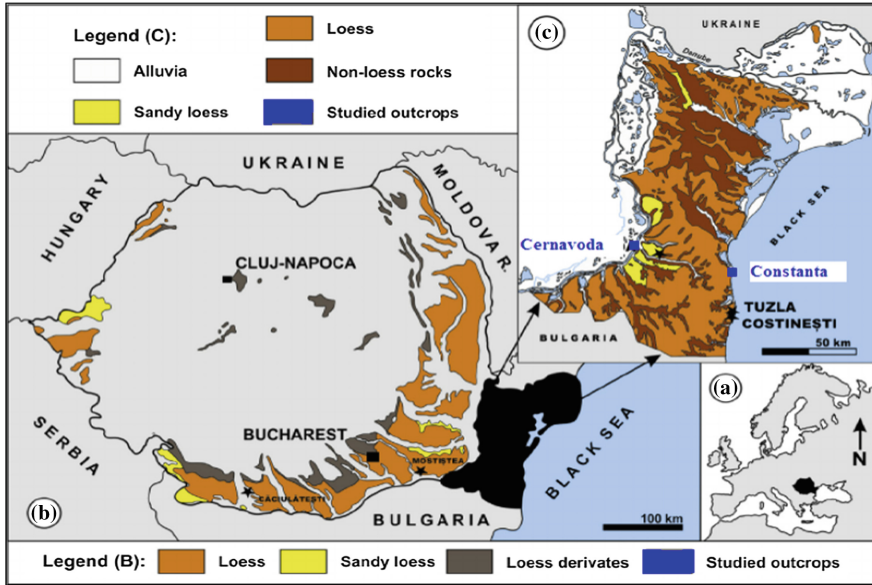 Legend (C):
Alluvia
Sandy loess
Loess
Non-loess rocks
Studied outcrops
(c)
UKRAINE
Danube
BLACK SEA
Cernavoda
Constanta
TUZLA
COSTINEȘTI
BULGARIA
50 km
UKRAINE
MOLDOVA R.
HUNGARY
CLUJ-NAPOCA
SERBIA
BUCHAREST
MOSTIȘTEA
CĂCIULĂTEȘTI
BLACK SEA
BULGARIA
100 km
(b)
(a)
N
Legend (B):
Loess
Sandy loess
Loess derivates
Studied outcrops